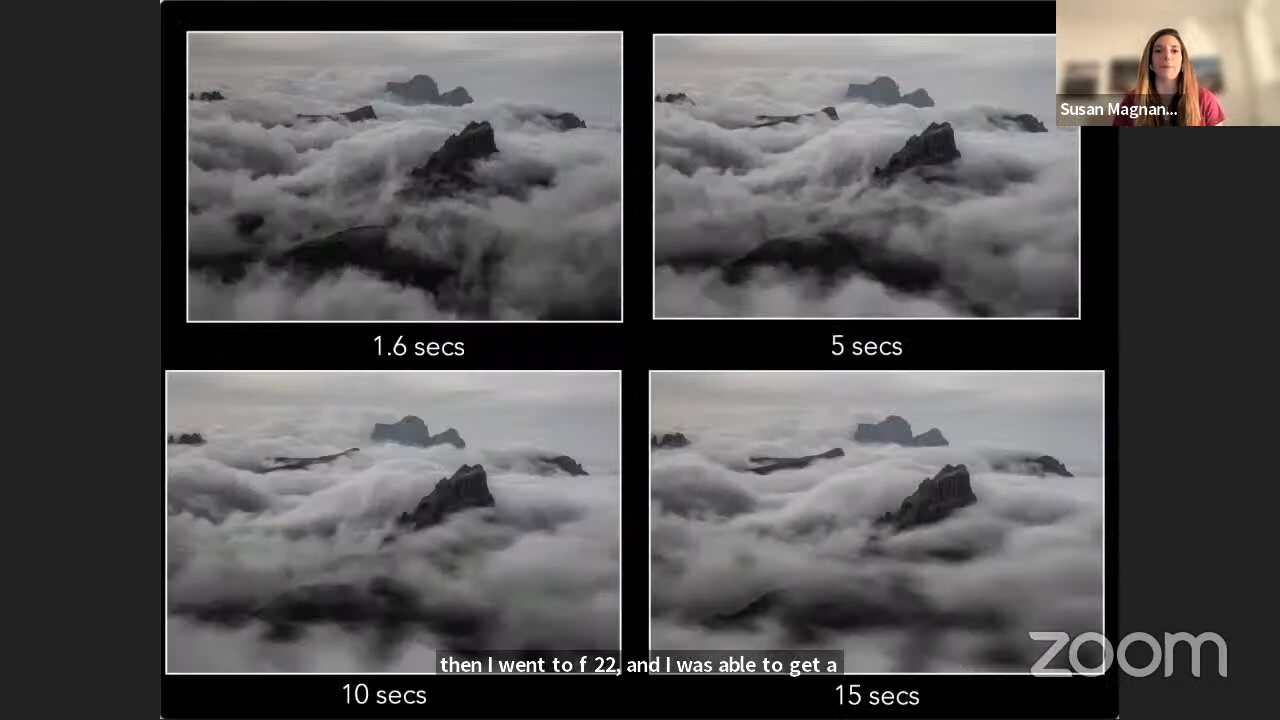 Susan Magnan...
1.6 secs
5 secs
then I went to f 22, and I was able to get a
zoom
10 secs
15 secs